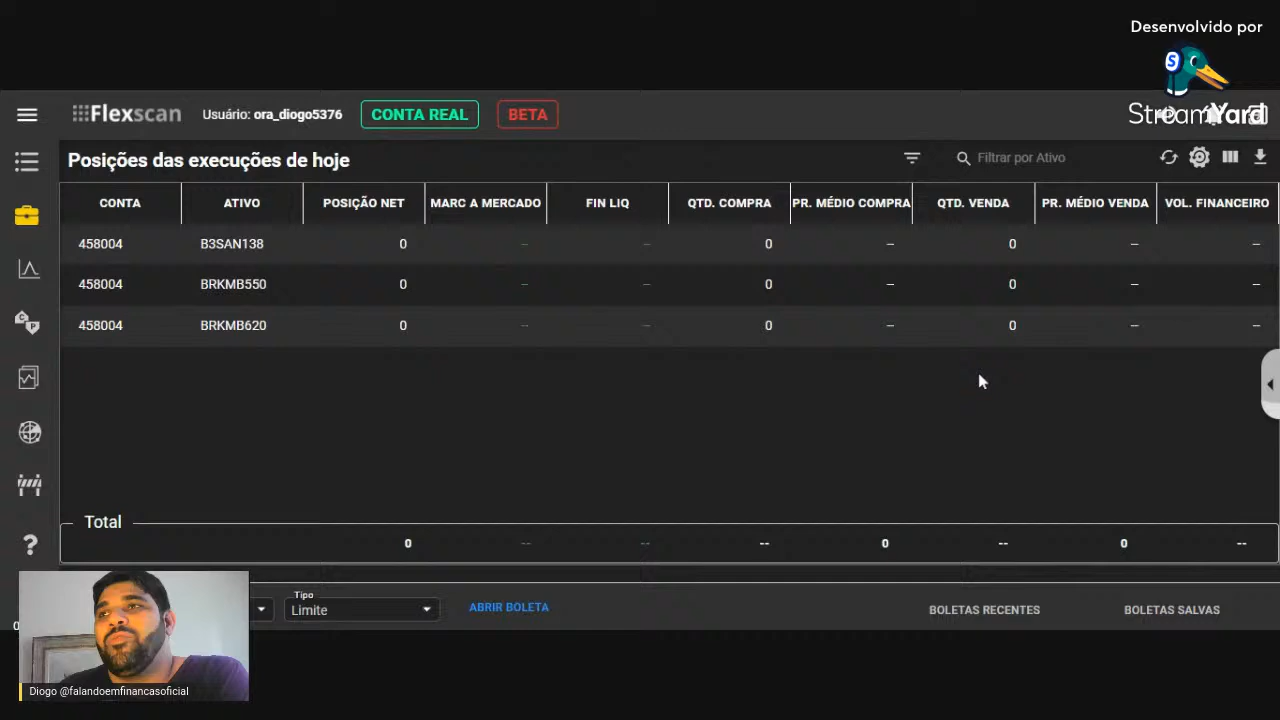 Desenvolvido por
S
StreamYard
Flexscan
Usuário: ora_diogo5376
CONTA REAL
BETA
Posições das execuções de hoje
Filtrar por Ativo
CONTA ATIVO POSIÇÃO NET MARC A MERCADO FIN LIQ QTD. COMPRA PR. MÉDIO COMPRA QTD. VENDA PR. MÉDIO VENDA VOL. FINANCEIRO
458004 B3SAN138 0 -- -- 0 -- 0 -- --
458004 BRKMB550 0 -- -- 0 -- 0 -- --
458004 BRKMB620 0 -- -- 0 -- 0 -- --
Total
0 -- -- -- 0 -- 0 --
?
Tipo
Limite
ABRIR BOLETA
BOLETAS RECENTES
BOLETAS SALVAS
Diogo @falandoemfinancasoficial